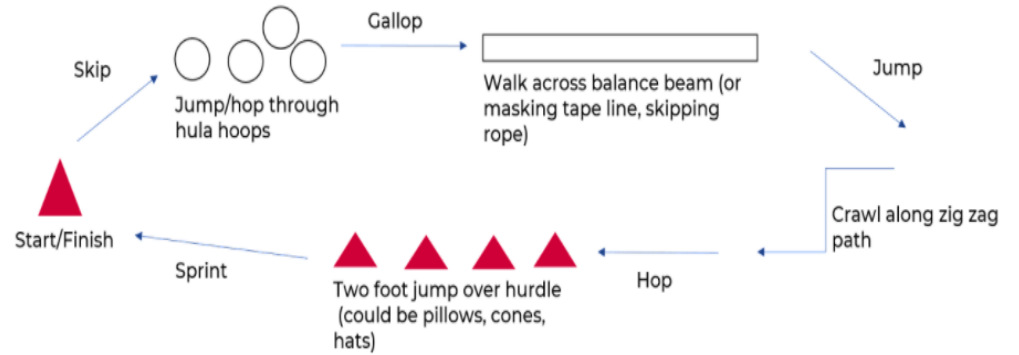 Gallop
Skip
Jump/hop through
hula hoops
Walk across balance beam (or
masking tape line, skipping
rope)
Jump
Crawl along zig zag
path
Hop
Two foot jump over hurdle
(could be pillows, cones,
hats)
Sprint
Start/Finish